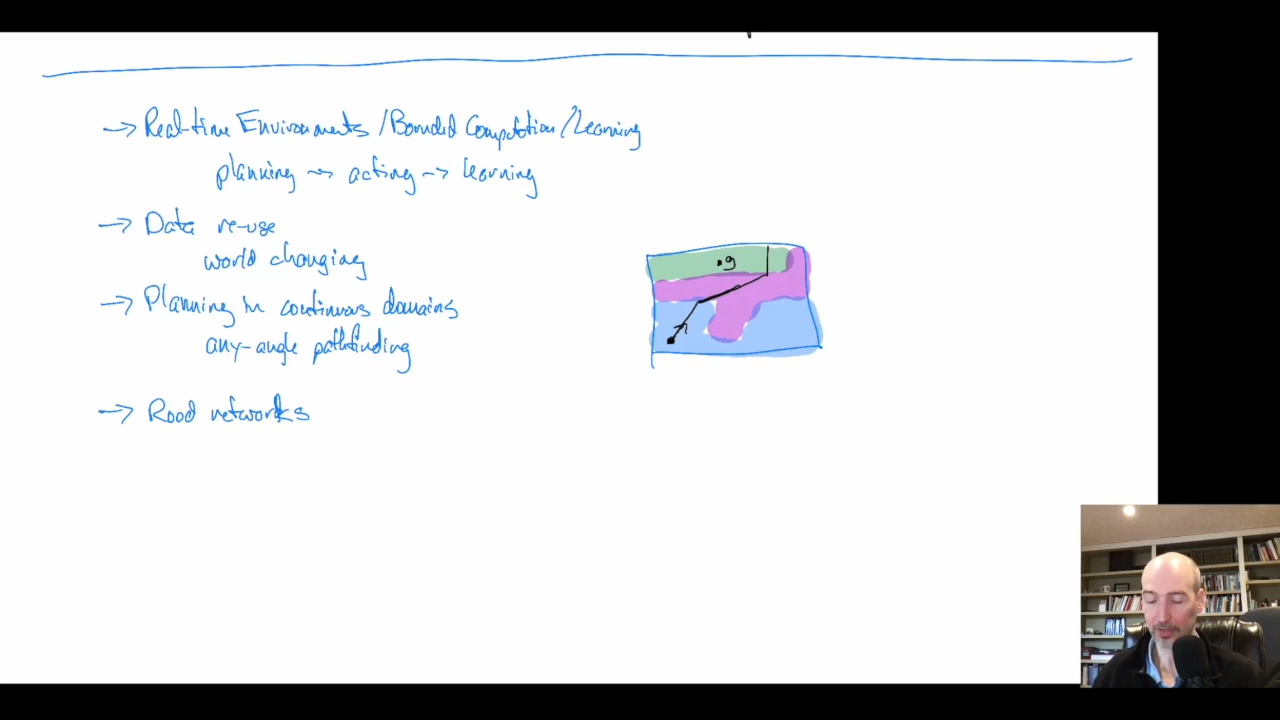 → Real-time Environments / Bounded Computation / Learning
planning → acting → learning
→ Data re-use
world changing
.g
→ Planning in continuous domains
any-angle pathfinding
→ Road networks